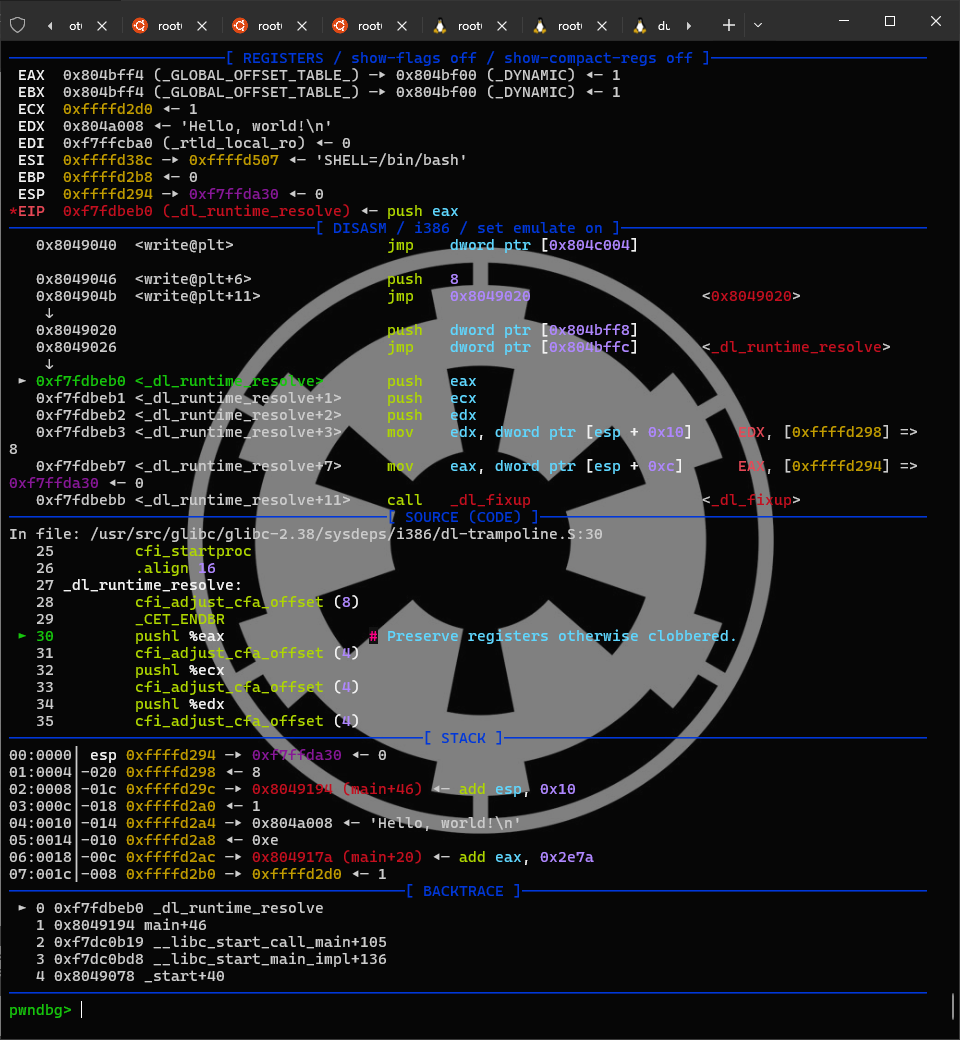 ot root root root root root du
[ REGISTERS / show-flags off / show-compact-regs off ]
EAX 0x804bff4 (_GLOBAL_OFFSET_TABLE_) —▸ 0x804bf00 (_DYNAMIC) ◂— 1
EBX 0x804bff4 (_GLOBAL_OFFSET_TABLE_) —▸ 0x804bf00 (_DYNAMIC) ◂— 1
ECX 0xffffd2d0 ◂— 1
EDX 0x804a008 ◂— 'Hello, world!\n'
EDI 0xf7ffcba0 (_rtld_local_ro) ◂— 0
ESI 0xffffd38c —▸ 0xffffd507 ◂— 'SHELL=/bin/bash'
EBP 0xffffd2b8 ◂— 0
ESP 0xffffd294 —▸ 0xf7ffda30 ◂— 0
*EIP 0xf7fdbeb0 (_dl_runtime_resolve) ◂— push eax
[ DISASM / i386 / set emulate on ]
0x8049040 <write@plt> jmp dword ptr [0x804c004]
0x8049046 <write@plt+6> push 8
0x804904b <write@plt+11> jmp 0x8049020 <0x8049020>
↓
0x8049020 push dword ptr [0x804bff8]
0x8049026 jmp dword ptr [0x804bffc] <_dl_runtime_resolve>
↓
► 0xf7fdbeb0 <_dl_runtime_resolve> push eax
0xf7fdbeb1 <_dl_runtime_resolve+1> push ecx
0xf7fdbeb2 <_dl_runtime_resolve+2> push edx
0xf7fdbeb3 <_dl_runtime_resolve+3> mov edx, dword ptr [esp + 0x10] EDX, [0xffffd298] =>
8
0xf7fdbeb7 <_dl_runtime_resolve+7> mov eax, dword ptr [esp + 0xc] EAX, [0xffffd294] =>
0xf7ffda30 ◂— 0
0xf7fdbebb <_dl_runtime_resolve+11> call _dl_fixup <_dl_fixup>
[ SOURCE (CODE) ]
In file: /usr/src/glibc/glibc-2.38/sysdeps/i386/dl-trampoline.S:30
25 cfi_startproc
26 .align 16
27 _dl_runtime_resolve:
28 cfi_adjust_cfa_offset (8)
29 _CET_ENDBR
► 30 pushl %eax # Preserve registers otherwise clobbered.
31 cfi_adjust_cfa_offset (4)
32 pushl %ecx
33 cfi_adjust_cfa_offset (4)
34 pushl %edx
35 cfi_adjust_cfa_offset (4)
[ STACK ]
00:0000│ esp 0xffffd294 —▸ 0xf7ffda30 ◂— 0
01:0004│-020 0xffffd298 ◂— 8
02:0008│-01c 0xffffd29c —▸ 0x8049194 (main+46) ◂— add esp, 0x10
03:000c│-018 0xffffd2a0 ◂— 1
04:0010│-014 0xffffd2a4 —▸ 0x804a008 ◂— 'Hello, world!\n'
05:0014│-010 0xffffd2a8 ◂— 0xe
06:0018│-00c 0xffffd2ac —▸ 0x804917a (main+20) ◂— add eax, 0x2e7a
07:001c│-008 0xffffd2b0 —▸ 0xffffd2d0 ◂— 1
[ BACKTRACE ]
► 0 0xf7fdbeb0 _dl_runtime_resolve
1 0x8049194 main+46
2 0xf7dc0b19 __libc_start_call_main+105
3 0xf7dc0bd8 __libc_start_main_impl+136
4 0x8049078 _start+40
pwndbg>